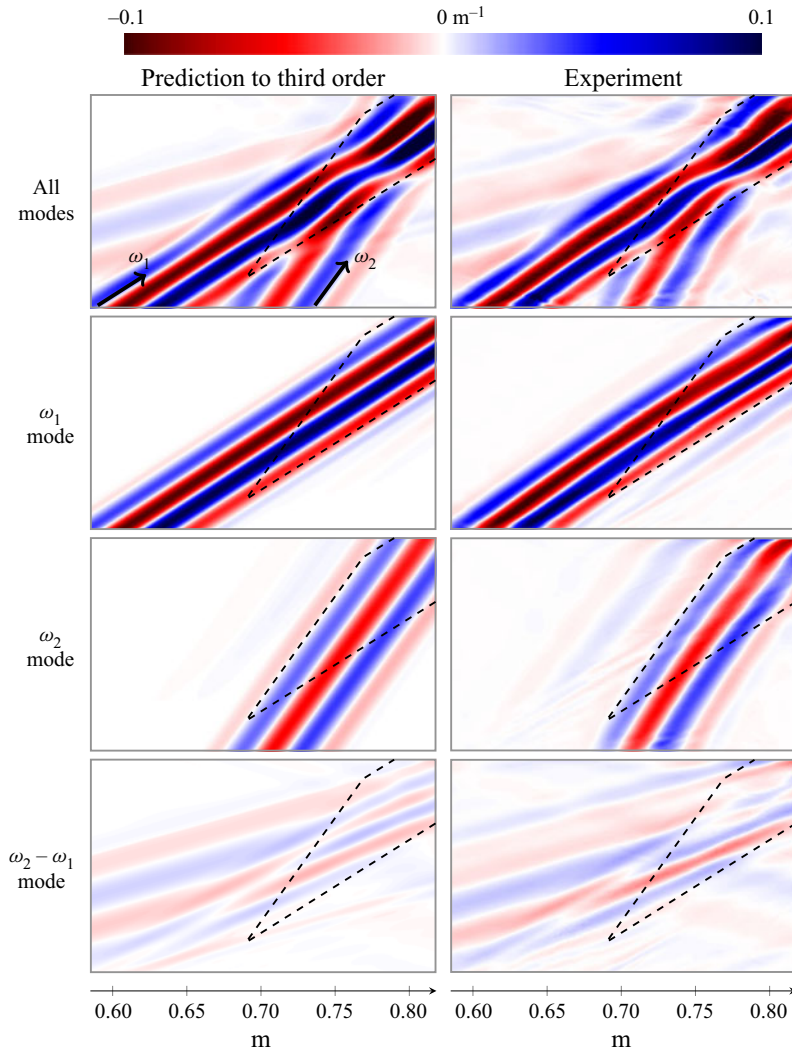 −0.1 0 m⁻¹ 0.1
Prediction to third order Experiment
All
modes
ω₁
ω₂
ω₁
mode
ω₂
mode
ω₂ − ω₁
mode
0.60 0.65 0.70 0.75 0.80 0.60 0.65 0.70 0.75 0.80
m m